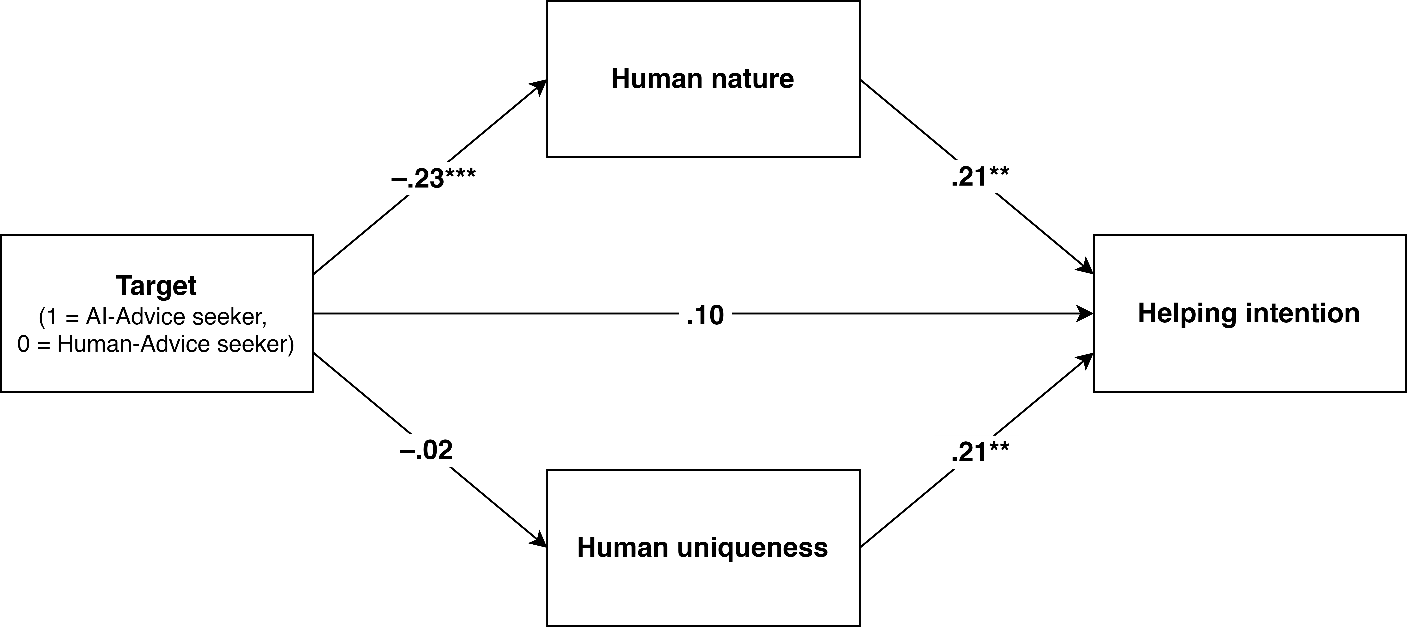 Human nature
–.23***
.21**
Target
(1 = AI-Advice seeker,
0 = Human-Advice seeker)
.10
Helping intention
–.02
.21**
Human uniqueness